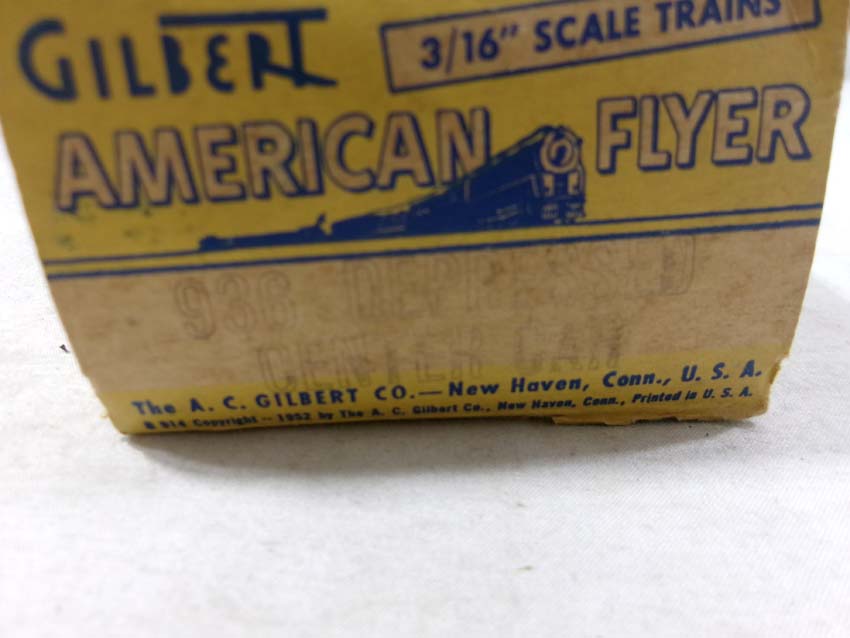 GILBERT
3/16" SCALE TRAINS
AMERICAN FLYER
936 DEPRESSED
CENTER CAR
The A. C. GILBERT CO.—New Haven, Conn., U. S. A.
B 914 Copyright -- 1952 by The A. C. Gilbert Co., New Haven, Conn., Printed in U. S. A.